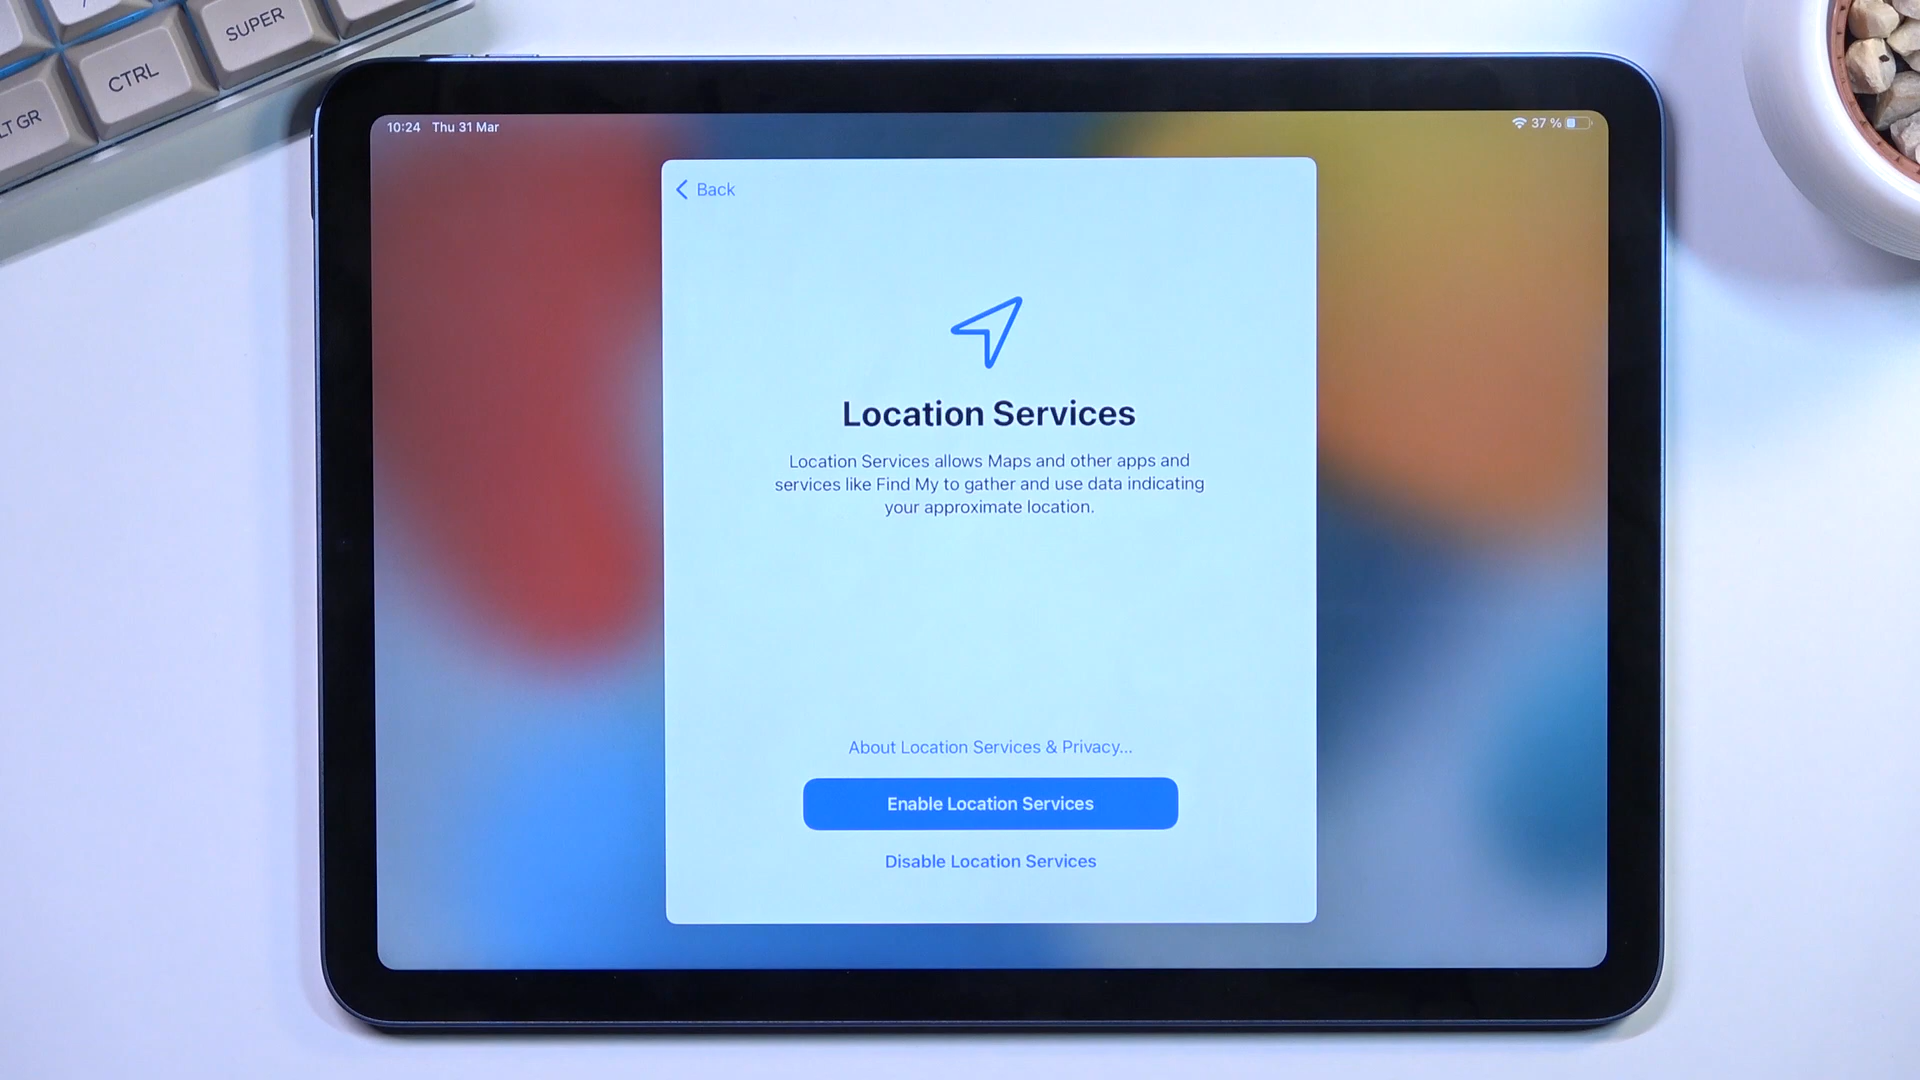 SUPER
CTRL
LT GR
10:24 Thu 31 Mar
37 %
Back
Location Services
Location Services allows Maps and other apps and
services like Find My to gather and use data indicating
your approximate location.
About Location Services & Privacy...
Enable Location Services
Disable Location Services